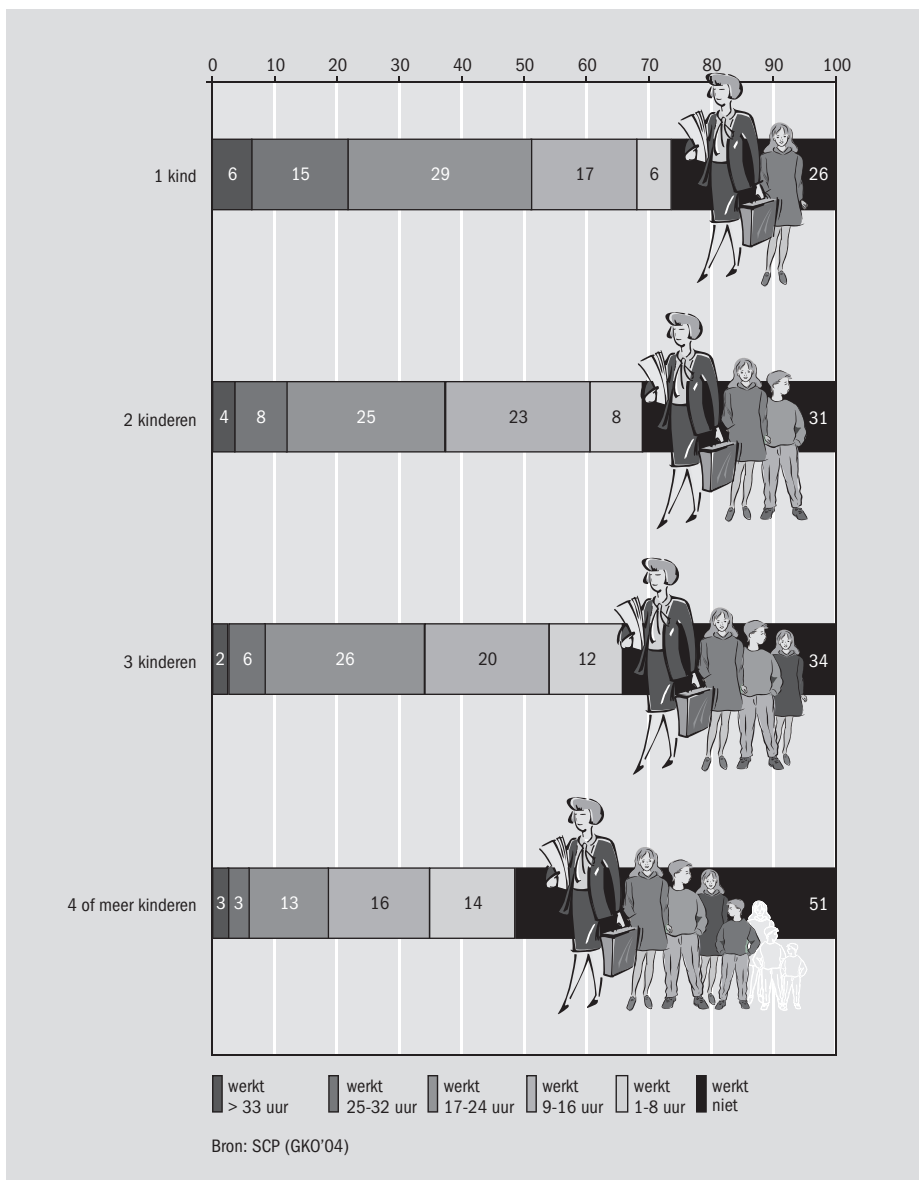 0 10 20 30 40 50 60 70 80 90 100
1 kind 6 15 29 17 6 26
2 kinderen 4 8 25 23 8 31
3 kinderen 2 6 26 20 12 34
4 of meer kinderen 3 3 13 16 14 51
werkt werkt werkt werkt werkt werkt
> 33 uur 25-32 uur 17-24 uur 9-16 uur 1-8 uur niet
Bron: SCP (GKO'04)